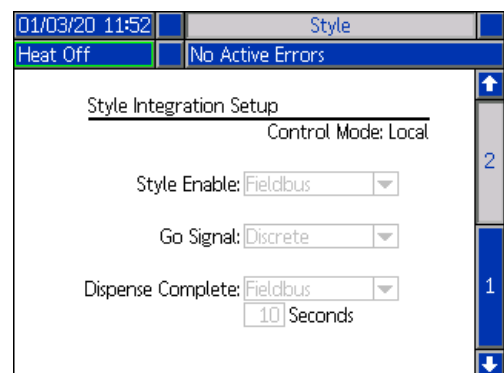 01/03/20 11:52 Style
Heat Off No Active Errors
Style Integration Setup
Control Mode: Local
2
Style Enable: Fieldbus
Go Signal: Discrete
Dispense Complete: Fieldbus
1
10 Seconds